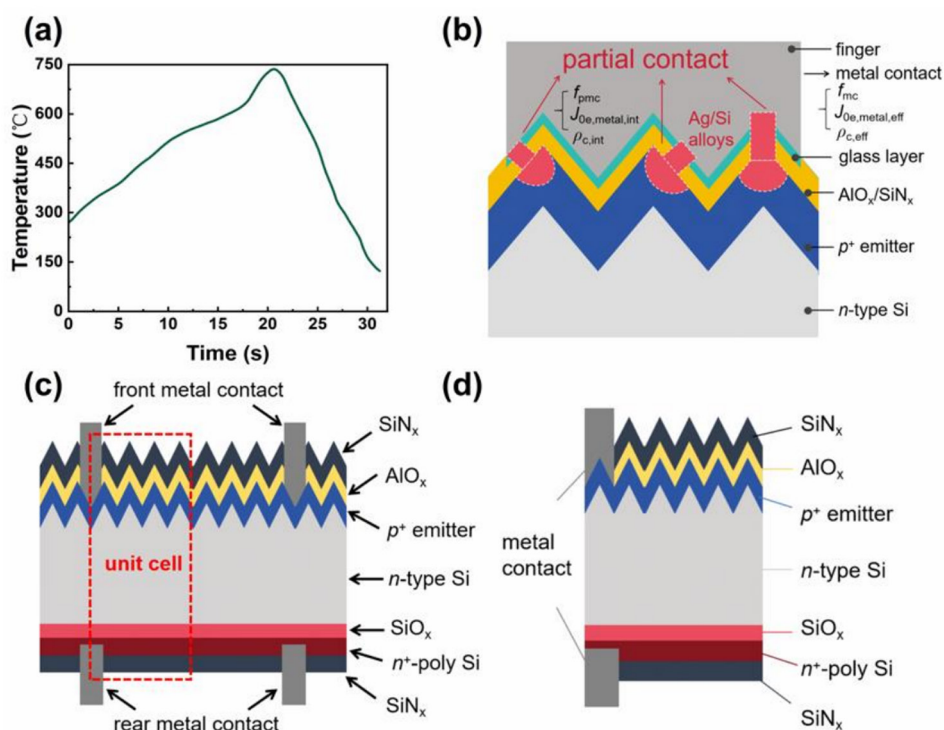 (a)
Temperature (℃)
750
600
450
300
150
0
0 5 10 15 20 25 30
Time (s)
(b)
partial contact
f_pmc
J_0e,metal,int
ρ_c,int
Ag/Si
alloys
finger
metal contact
f_mc
J_0e,metal,eff
ρ_c,eff
glass layer
AlOₓ/SiNₓ
p⁺ emitter
n-type Si
(c)
front metal contact
SiNₓ
AlOₓ
p⁺ emitter
unit cell
n-type Si
SiOₓ
n⁺-poly Si
SiNₓ
rear metal contact
(d)
SiNₓ
AlOₓ
p⁺ emitter
metal
contact
n-type Si
SiOₓ
n⁺-poly Si
SiNₓ